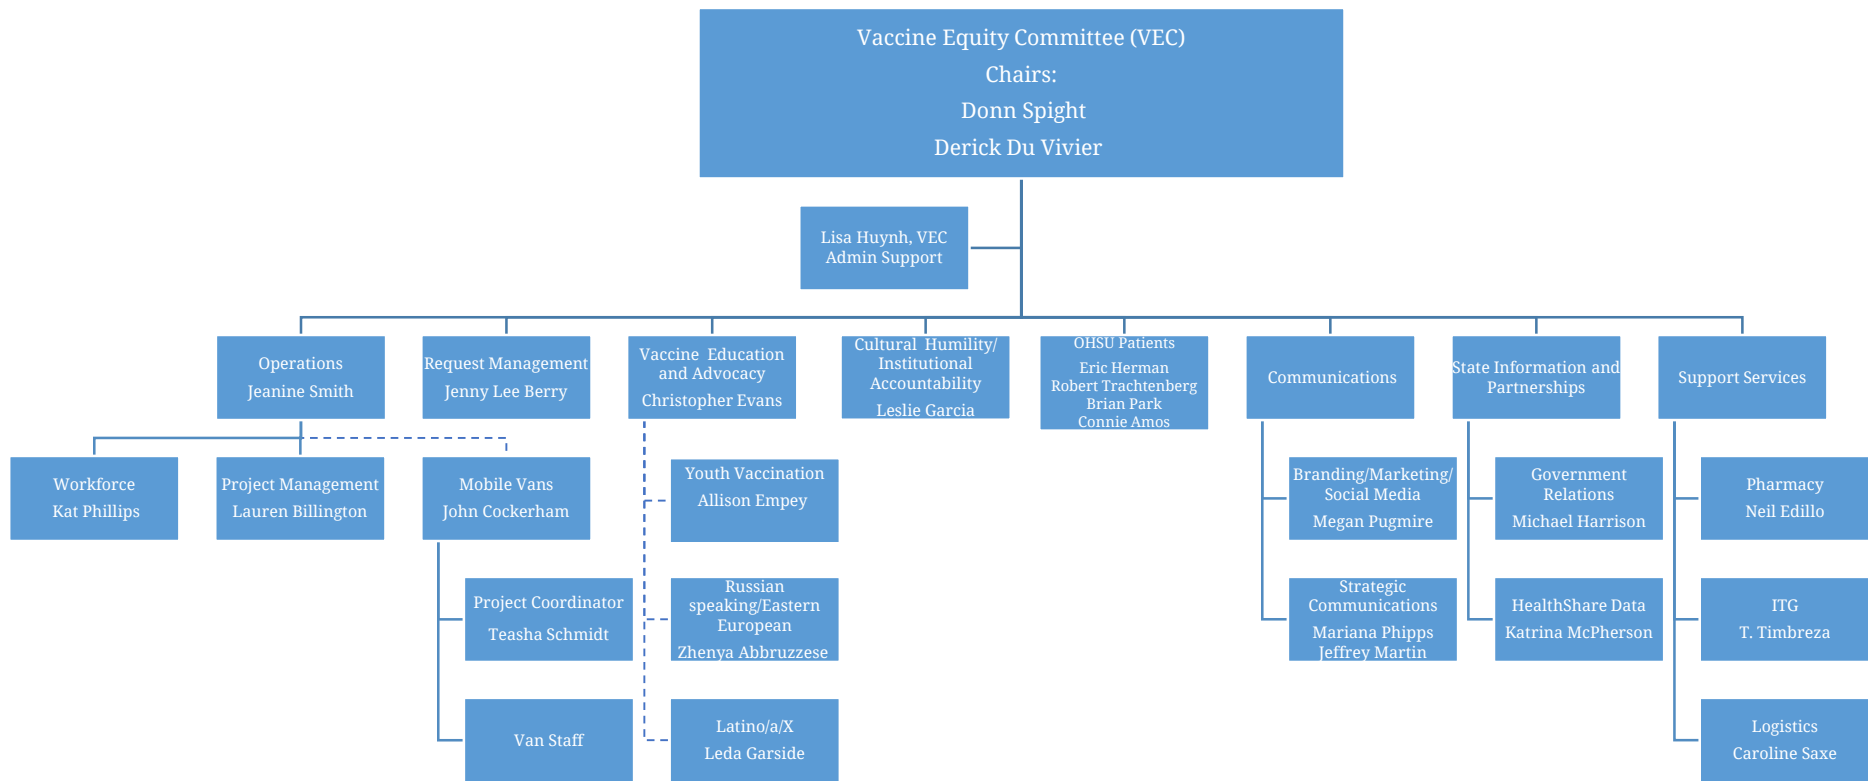 Vaccine Equity Committee (VEC)
Chairs:
Donn Spight
Derick Du Vivier
Lisa Huynh, VEC
Admin Support
Operations
Jeanine Smith
Request Management
Jenny Lee Berry
Vaccine Education
and Advocacy
Christopher Evans
Cultural Humility/
Institutional
Accountability
Leslie Garcia
OHSU Patients
Eric Herman
Robert Trachtenberg
Brian Park
Connie Amos
Communications
State Information and
Partnerships
Support Services
Workforce
Kat Phillips
Project Management
Lauren Billington
Mobile Vans
John Cockerham
Youth Vaccination
Allison Empey
Branding/Marketing/
Social Media
Megan Pugmire
Government
Relations
Michael Harrison
Pharmacy
Neil Edillo
Project Coordinator
Teasha Schmidt
Russian
speaking/Eastern
European
Zhenya Abbruzzese
Strategic
Communications
Mariana Phipps
Jeffrey Martin
HealthShare Data
Katrina McPherson
ITG
T. Timbreza
Van Staff
Latino/a/X
Leda Garside
Logistics
Caroline Saxe